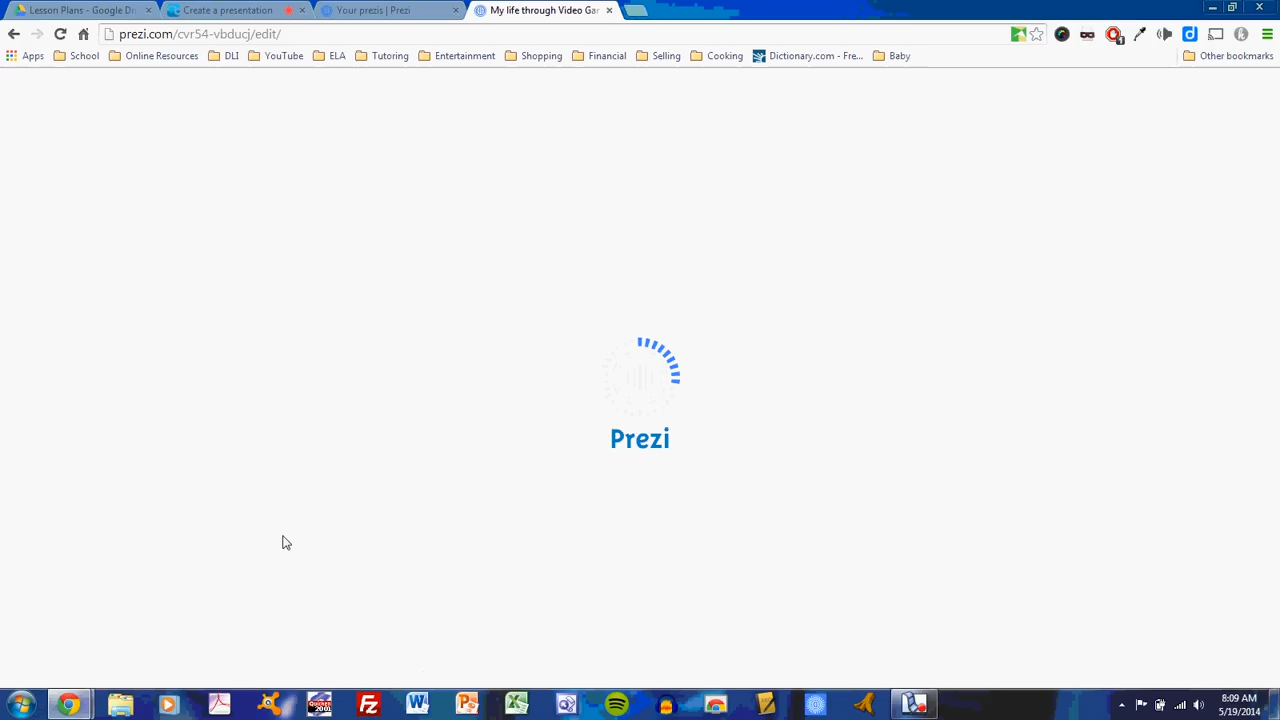 Lesson Plans - Google Dr
Create a presentation
Your prezis | Prezi
My life through Video Gar
prezi.com/cvr54-vbducj/edit/
Apps
School
Online Resources
DLI
YouTube
ELA
Tutoring
Entertainment
Shopping
Financial
Selling
Cooking
Dictionary.com - Fre...
Baby
Other bookmarks
Prezi
8:09 AM
5/19/2014